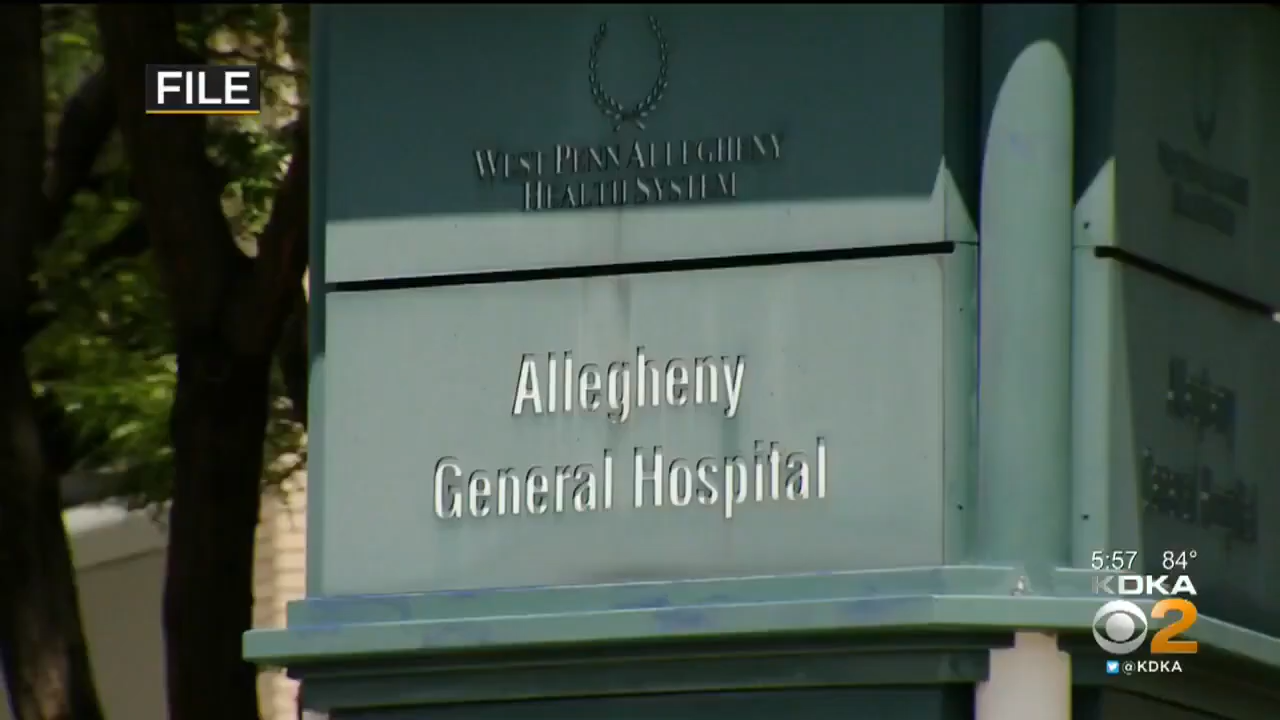 FILE
WEST PENN ALLEGHENY
HEALTH SYSTEM
Allegheny
General Hospital
5:57 84°
KDKA
2
@KDKA